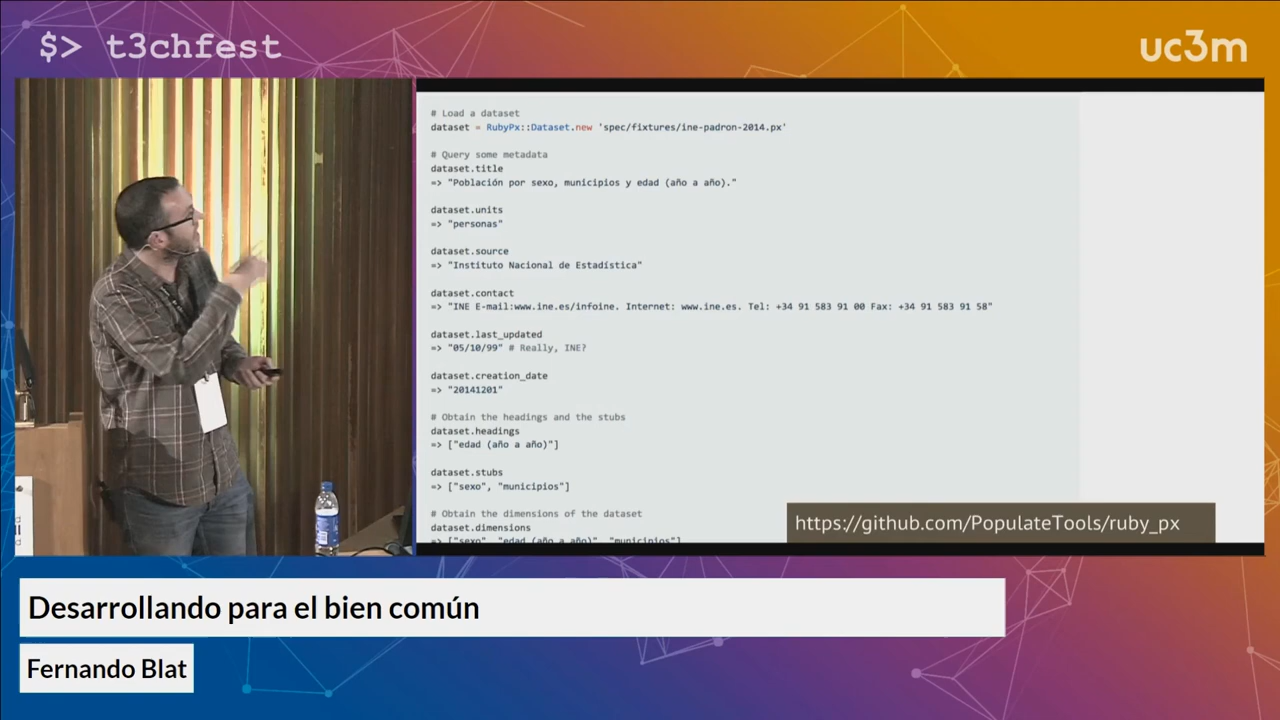 $> t3chfest
uc3m
# Load a dataset
dataset = RubyPx::Dataset.new 'spec/fixtures/ine-padron-2014.px'
# Query some metadata
dataset.title
=> "Población por sexo, municipios y edad (año a año)."
dataset.units
=> "personas"
dataset.source
=> "Instituto Nacional de Estadística"
dataset.contact
=> "INE E-mail:www.ine.es/infoine. Internet: www.ine.es. Tel: +34 91 583 91 00 Fax: +34 91 583 91 58"
dataset.last_updated
=> "05/10/99" # Really, INE?
dataset.creation_date
=> "20141201"
# Obtain the headings and the stubs
dataset.headings
=> ["edad (año a año)"]
dataset.stubs
=> ["sexo", "municipios"]
# Obtain the dimensions of the dataset
dataset.dimensions
=> ["sexo", "edad (año a año)", "municipios"]
https://github.com/PopulateTools/ruby_px
Desarrollando para el bien común
Fernando Blat